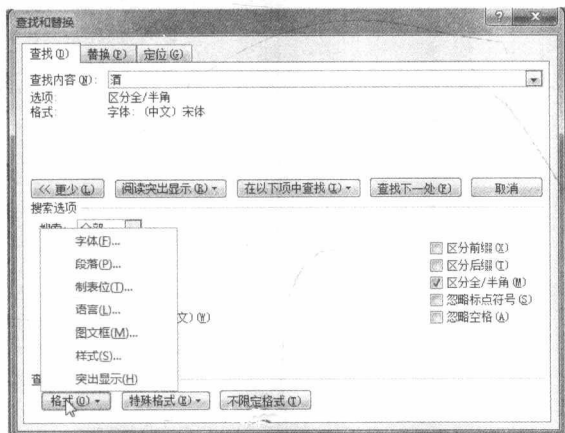 查找和替换
查找(D) 替换(P) 定位(G)
查找内容(N): 酒
选项: 区分全/半角
格式: 字体: (中文) 宋体
<< 更少(L) 阅读突出显示(R) 在以下项中查找(I) 查找下一处(F) 取消
搜索选项
全部
字体(F)...
段落(P)...
制表位(T)...
语言(L)...
图文框(M)...
样式(S)...
突出显示(H)
文)(Y)
区分前缀(X)
区分后缀(T)
区分全/半角(M)
忽略标点符号(S)
忽略空格(A)
查
格式(O) 特殊格式(E) 不限定格式(T)